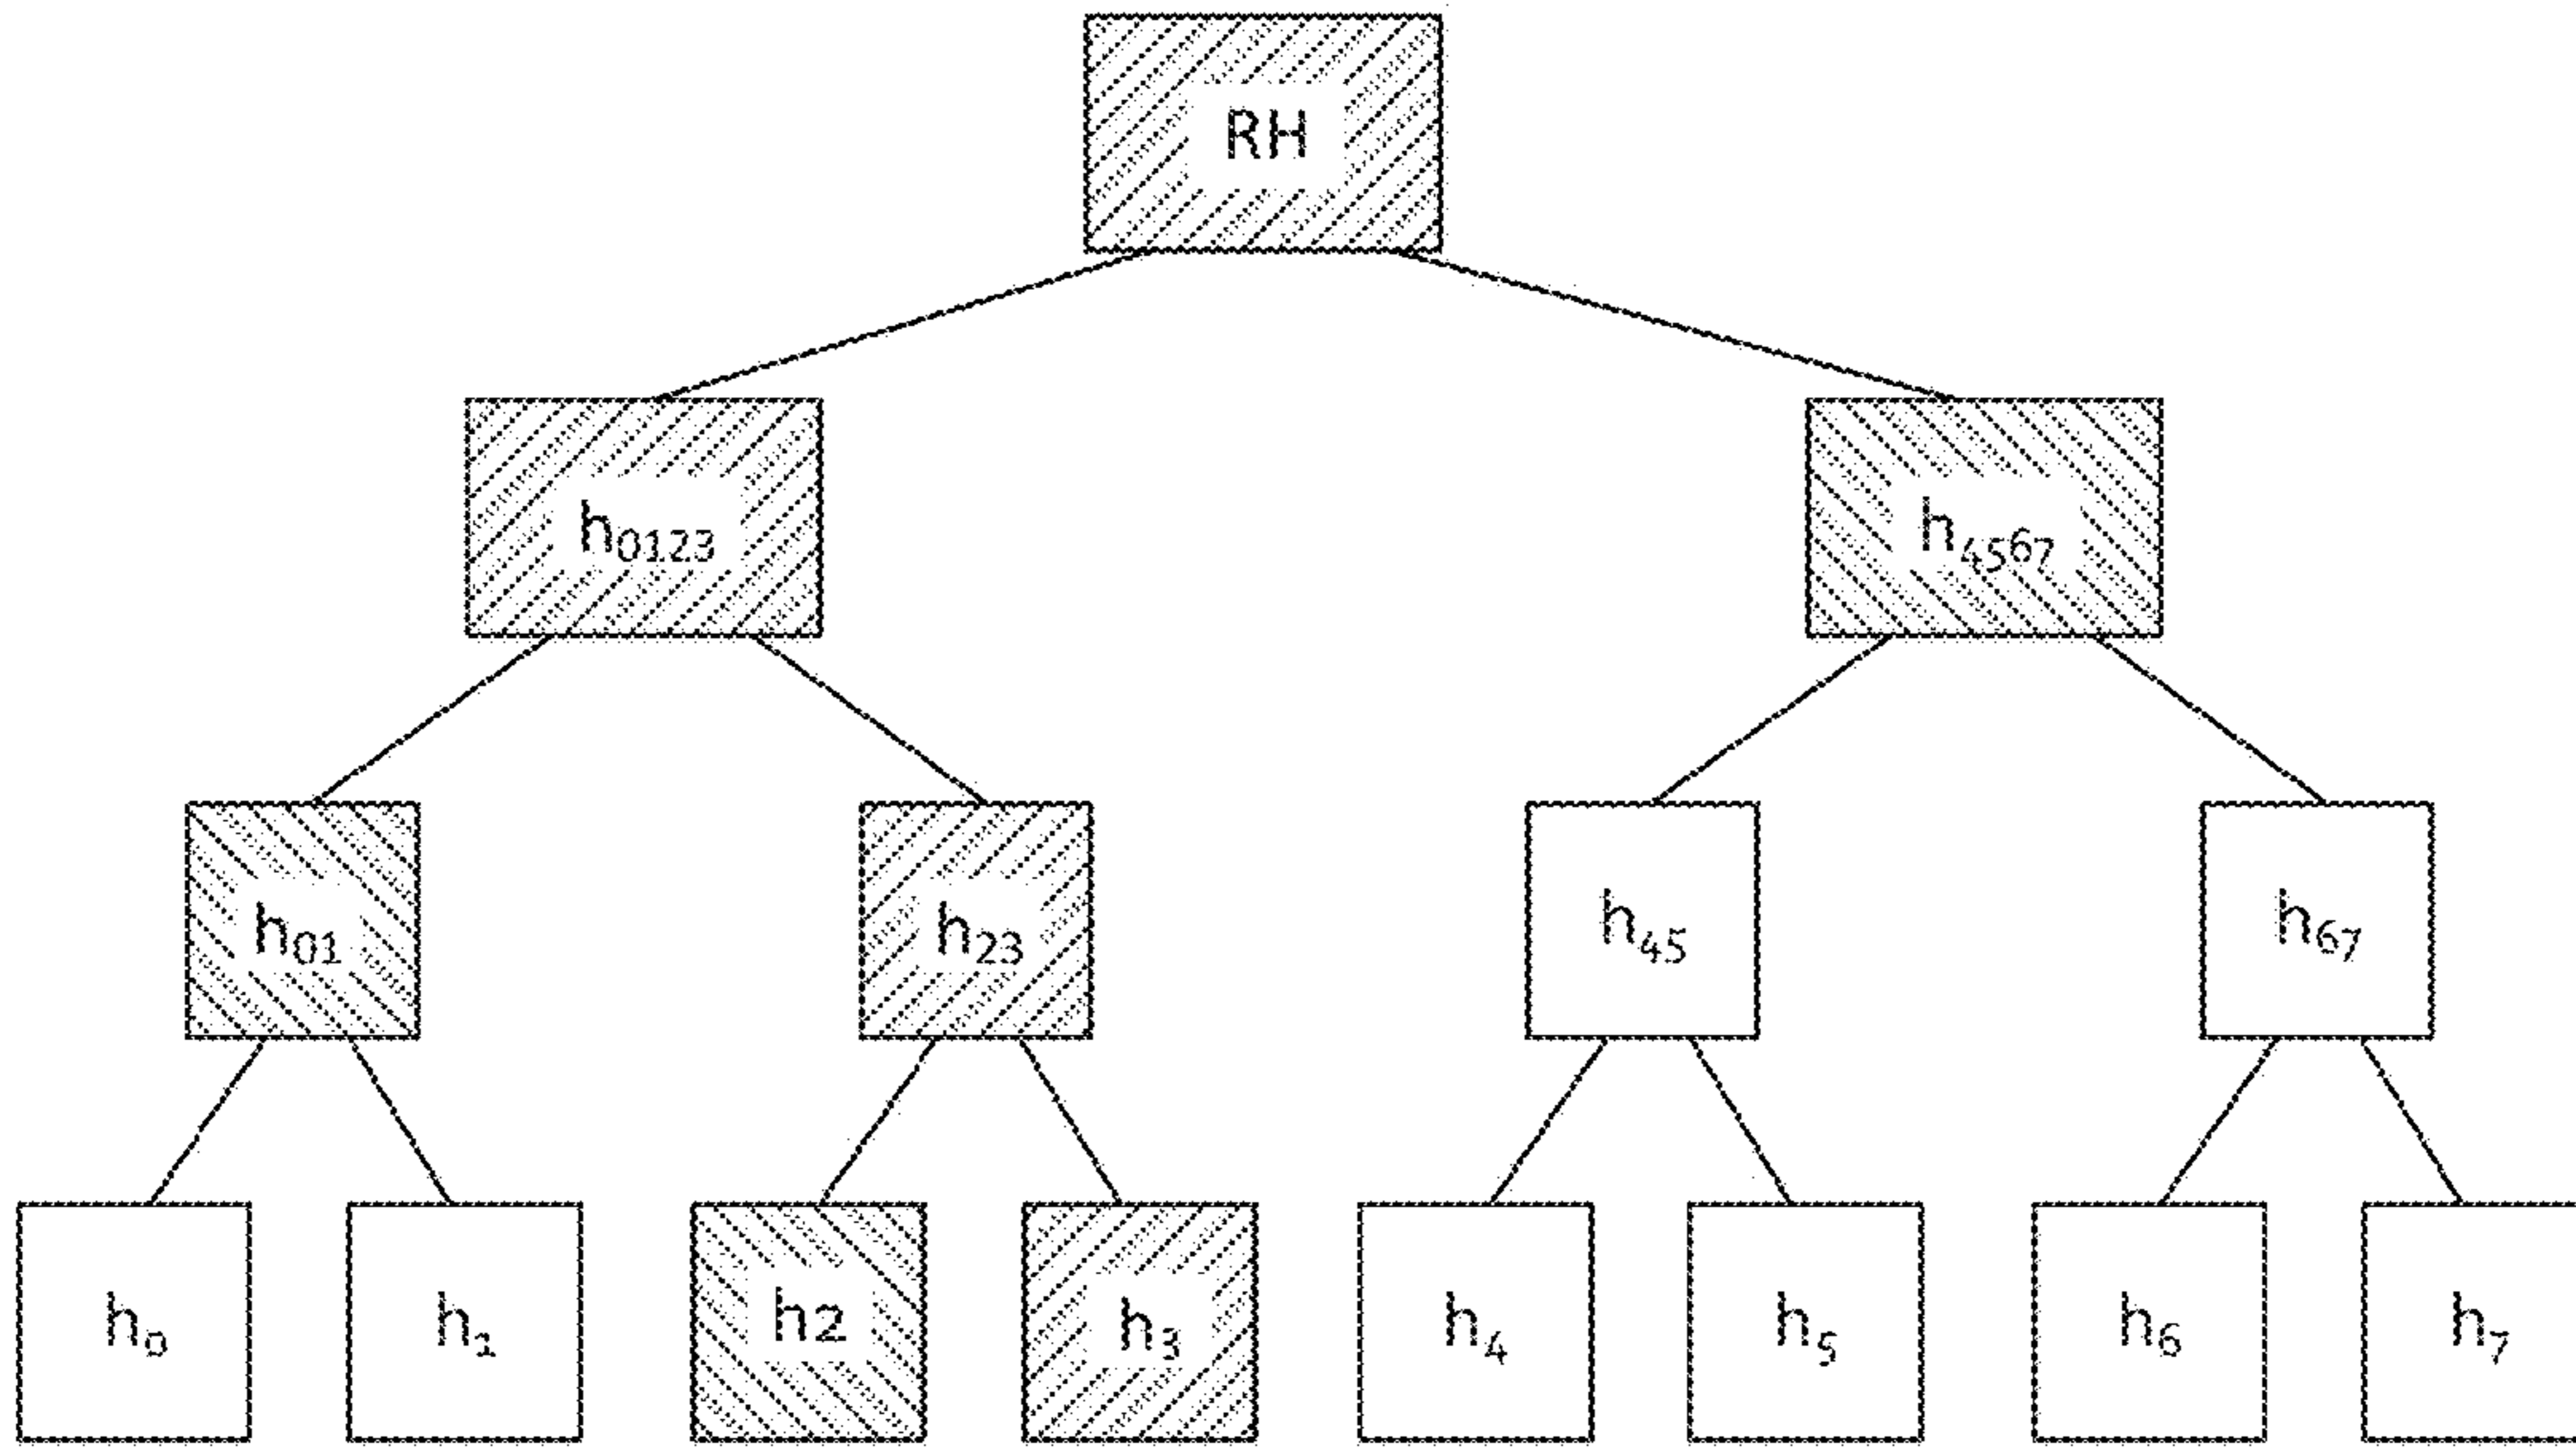 RH
h₀₁₂₃ h₄₅₆₇
h₀₁ h₂₃ h₄₅ h₆₇
h₀ h₁ h2 h₃ h₄ h₅ h₆ h₇